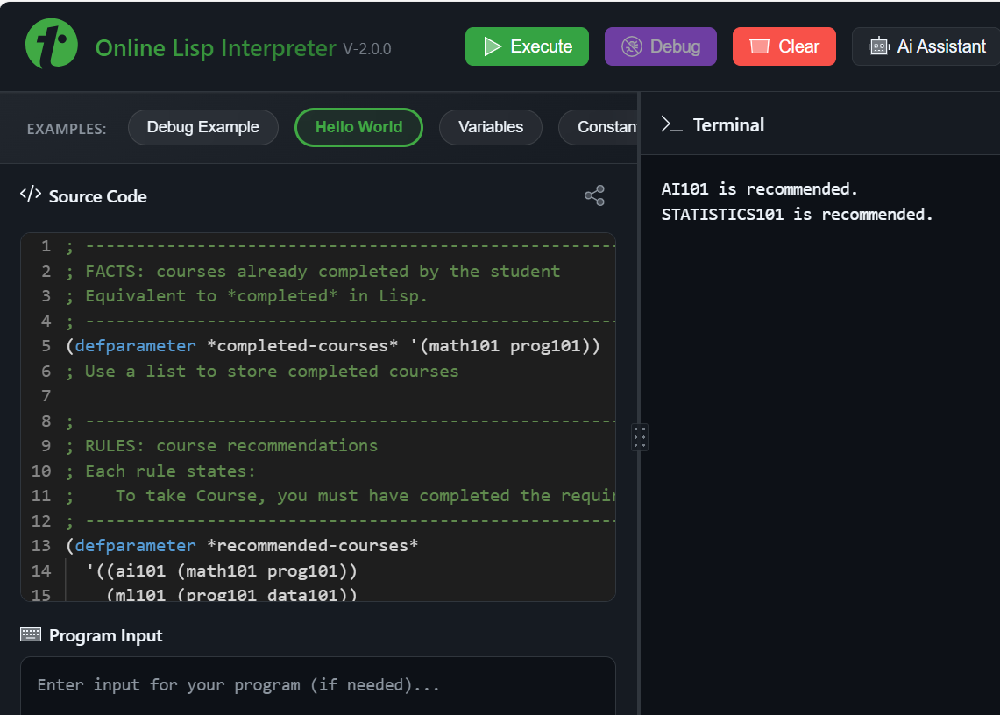 Online Lisp Interpreter V-2.0.0
Execute
Debug
Clear
Ai Assistant
EXAMPLES:
Debug Example
Hello World
Variables
Constan
Terminal
</> Source Code
AI101 is recommended.
STATISTICS101 is recommended.
1 ; -----------------------------------------------------
2 ; FACTS: courses already completed by the student
3 ; Equivalent to *completed* in Lisp.
4 ; -----------------------------------------------------
5 (defparameter *completed-courses* '(math101 prog101))
6 ; Use a list to store completed courses
7
8 ; -----------------------------------------------------
9 ; RULES: course recommendations
10 ; Each rule states:
11 ;    To take Course, you must have completed the requir
12 ; -----------------------------------------------------
13 (defparameter *recommended-courses*
14   '((ai101 (math101 prog101))
15     (ml101 (prog101 data101))
Program Input
Enter input for your program (if needed)...